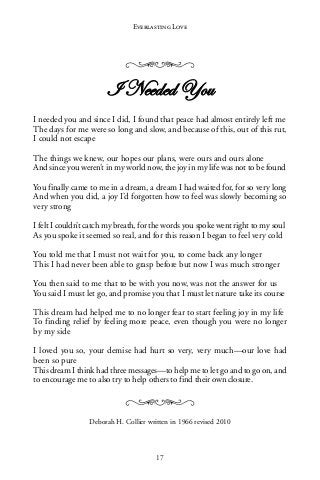 Everlasting Love
I Needed You
I needed you and since I did, I found that peace had almost entirely left me
The days for me were so long and slow, and because of this, out of this rut,
I could not escape
The things we knew, our hopes our plans, were ours and ours alone
And since you weren't in my world now, the joy in my life was not to be found
You finally came to me in a dream, a dream I had waited for, for so very long
And when you did, a joy I'd forgotten how to feel was slowly becoming so
very strong
I felt I couldn't catch my breath, for the words you spoke went right to my soul
As you spoke it seemed so real, and for this reason I began to feel very cold
You told me that I must not wait for you, to come back any longer
This I had never been able to grasp before but now I was much stronger
You then said to me that to be with you now, was not the answer for us
You said I must let go, and promise you that I must let nature take its course
This dream had helped me to no longer fear to start feeling joy in my life
To finding relief by feeling more peace, even though you were no longer
by my side
I loved you so, your demise had hurt so very, very much—our love had
been so pure
This dream I think had three messages—to help me to let go and to go on, and
to encourage me to also try to help others to find their own closure.
Deborah H. Collier written in 1966 revised 2010
17